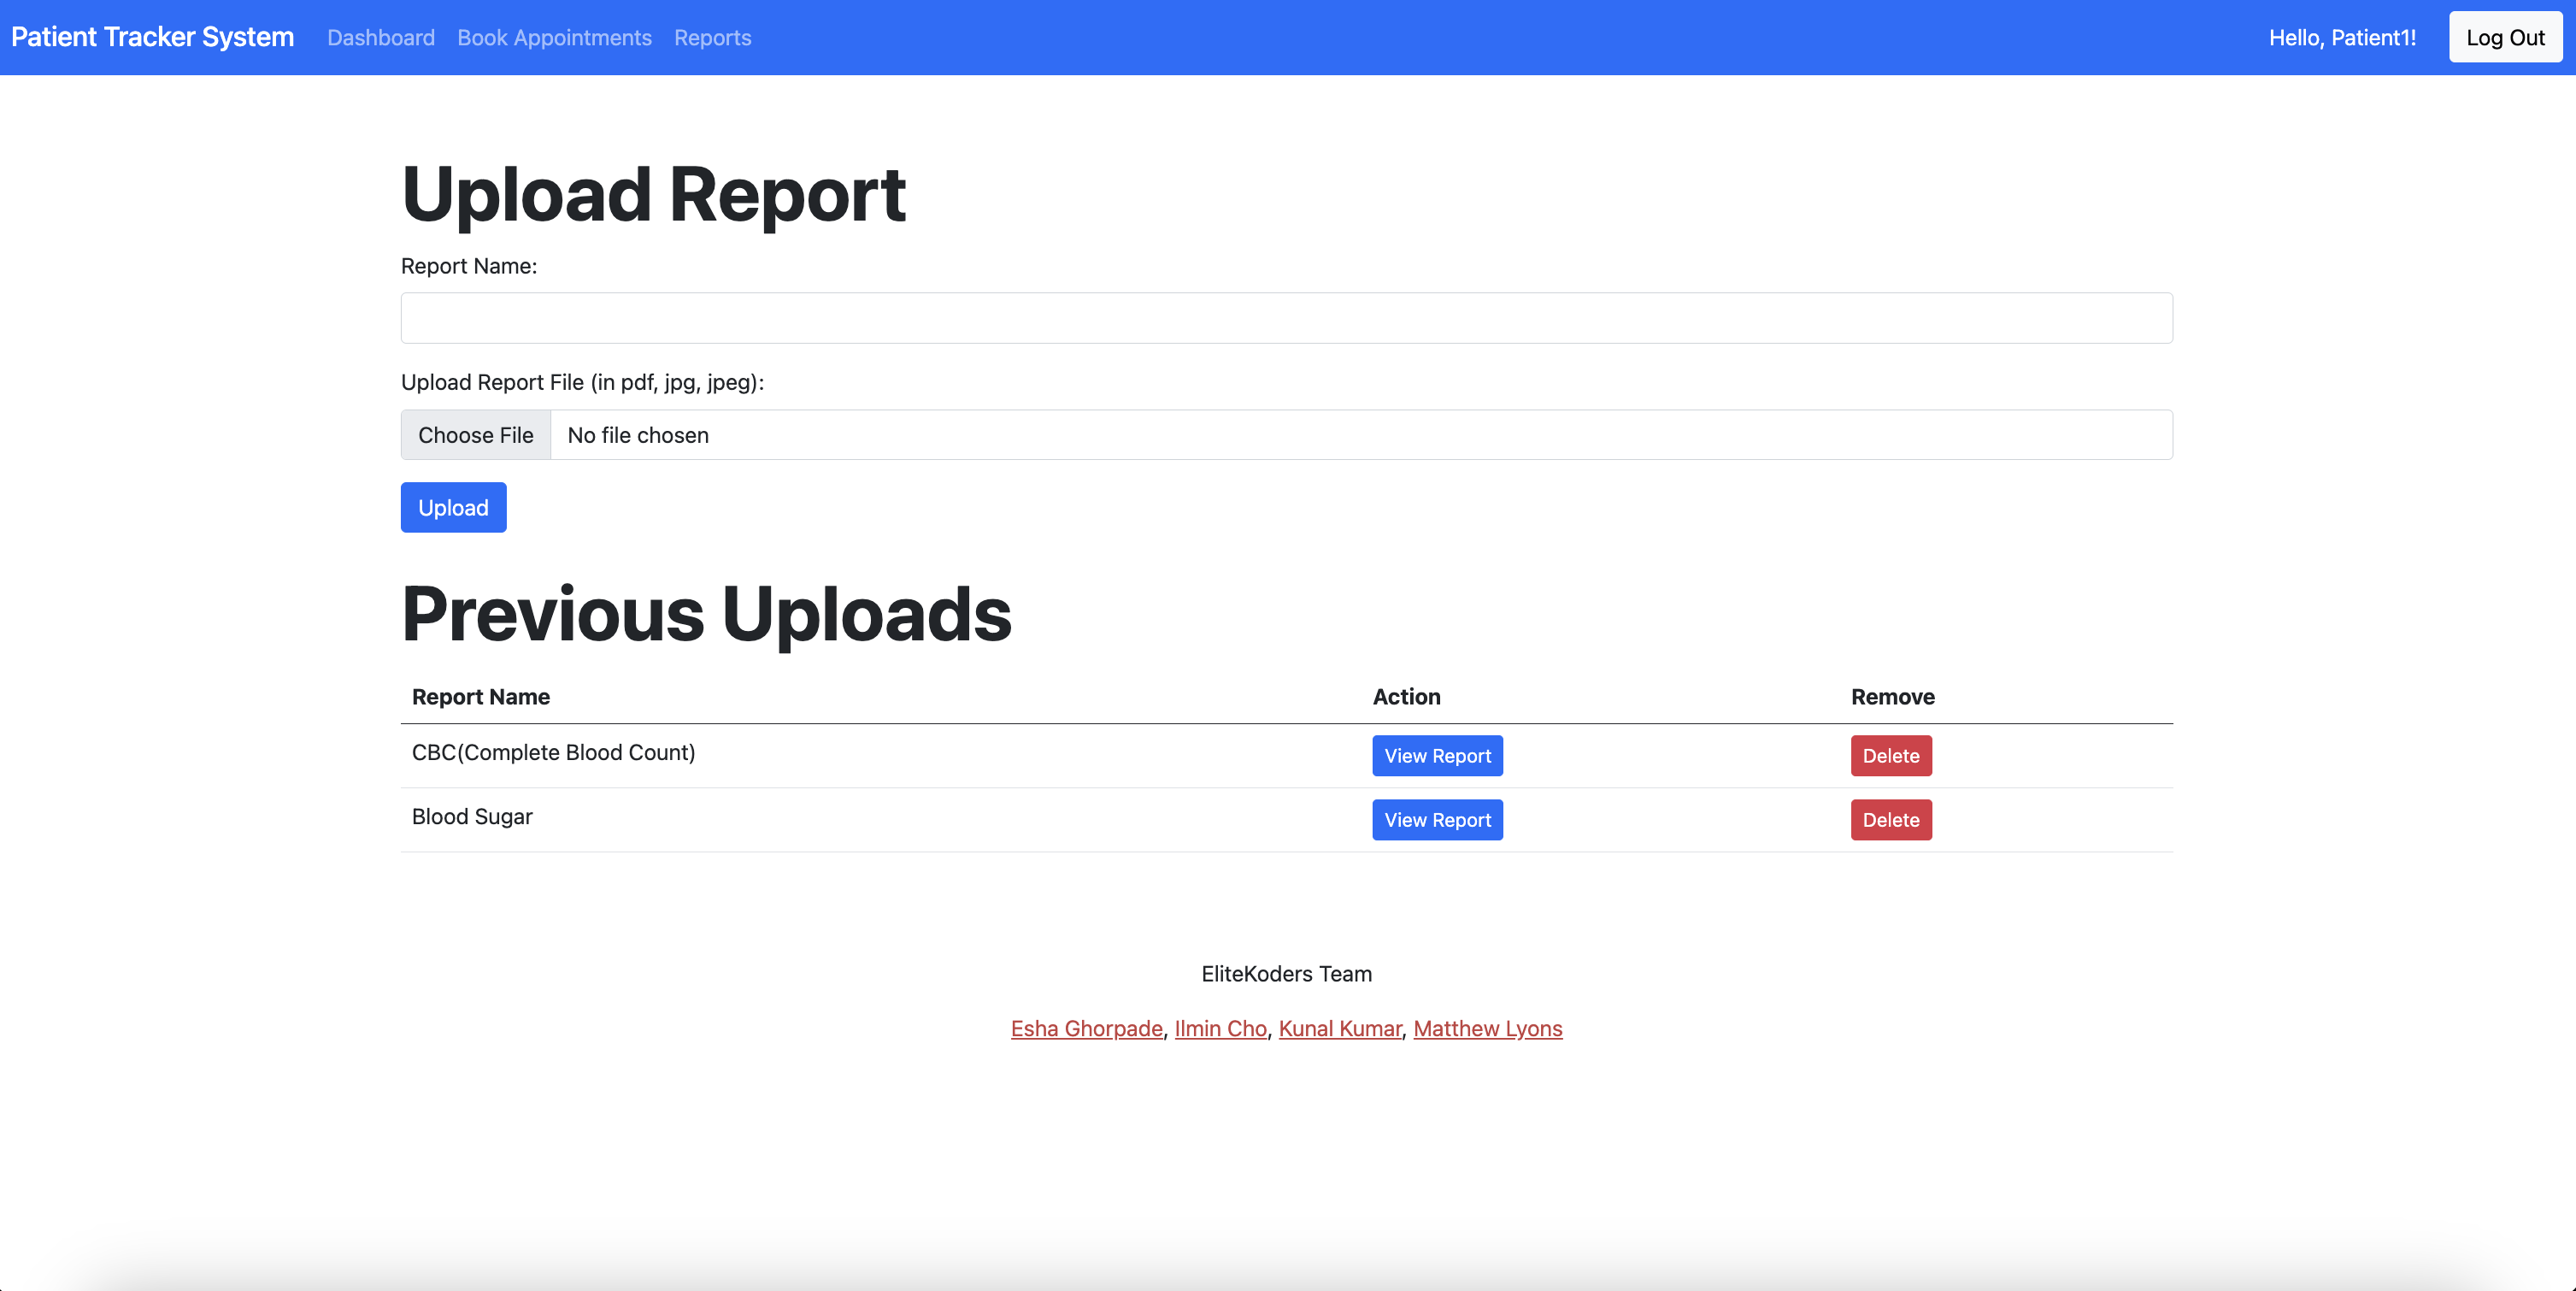 Patient Tracker System Dashboard Book Appointments Reports Hello, Patient1! Log Out
Upload Report
Report Name:
Upload Report File (in pdf, jpg, jpeg):
Choose File No file chosen
Upload
Previous Uploads
Report Name Action Remove
CBC(Complete Blood Count) View Report Delete
Blood Sugar View Report Delete
EliteKoders Team
Esha Ghorpade, Ilmin Cho, Kunal Kumar, Matthew Lyons